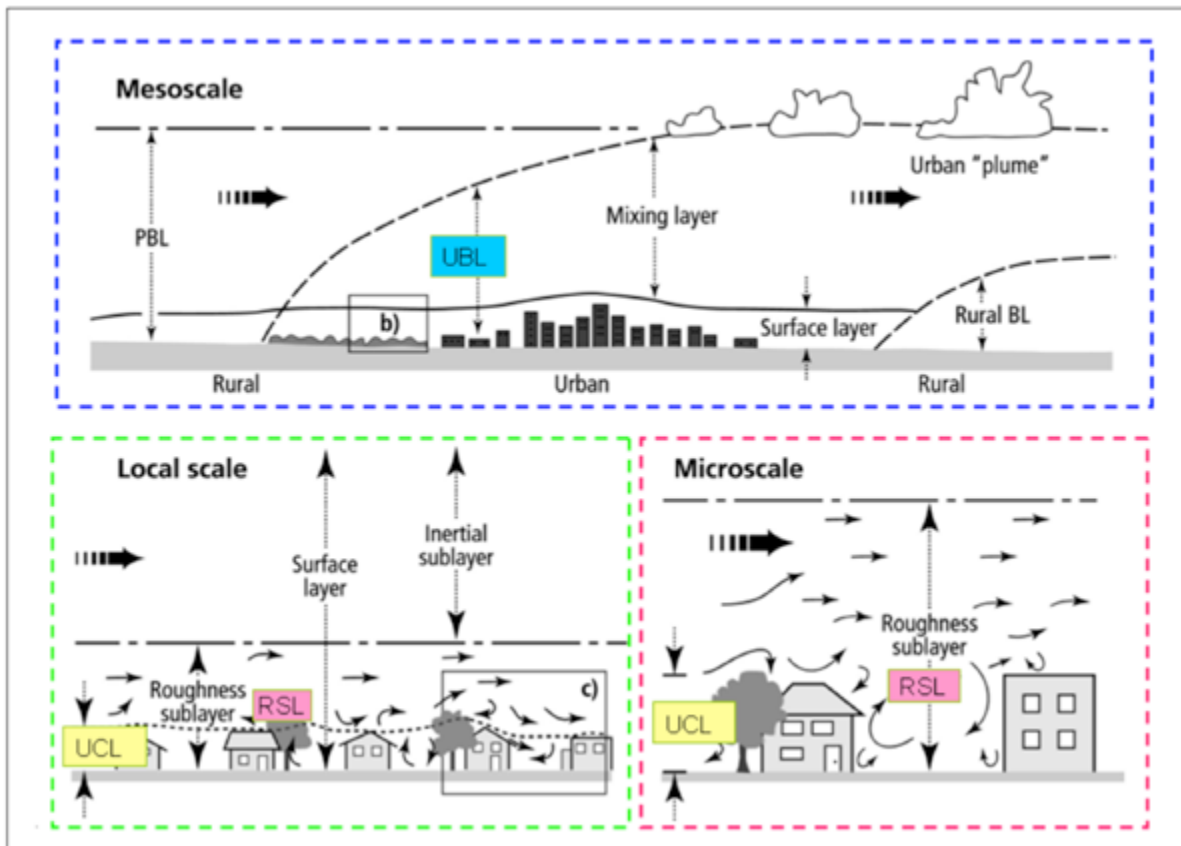 Mesoscale
Urban "plume"
PBL
Mixing layer
UBL
b)
Surface layer
Rural BL
Rural
Urban
Rural
Local scale
Inertial
sublayer
Surface
layer
Roughness
sublayer
RSL
c)
UCL
Microscale
Roughness
sublayer
RSL
UCL